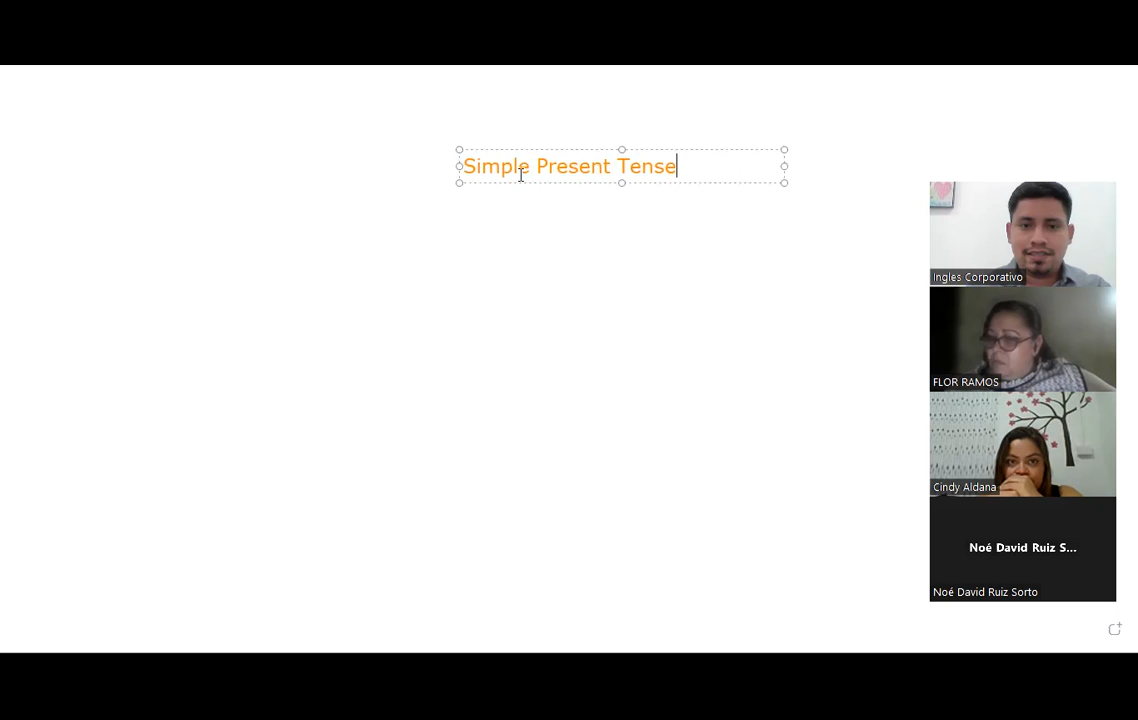 Simple Present Tense
Ingles Corporativo
FLOR RAMOS
Cindy Aldana
Noé David Ruiz S...
Noé David Ruiz Sorto